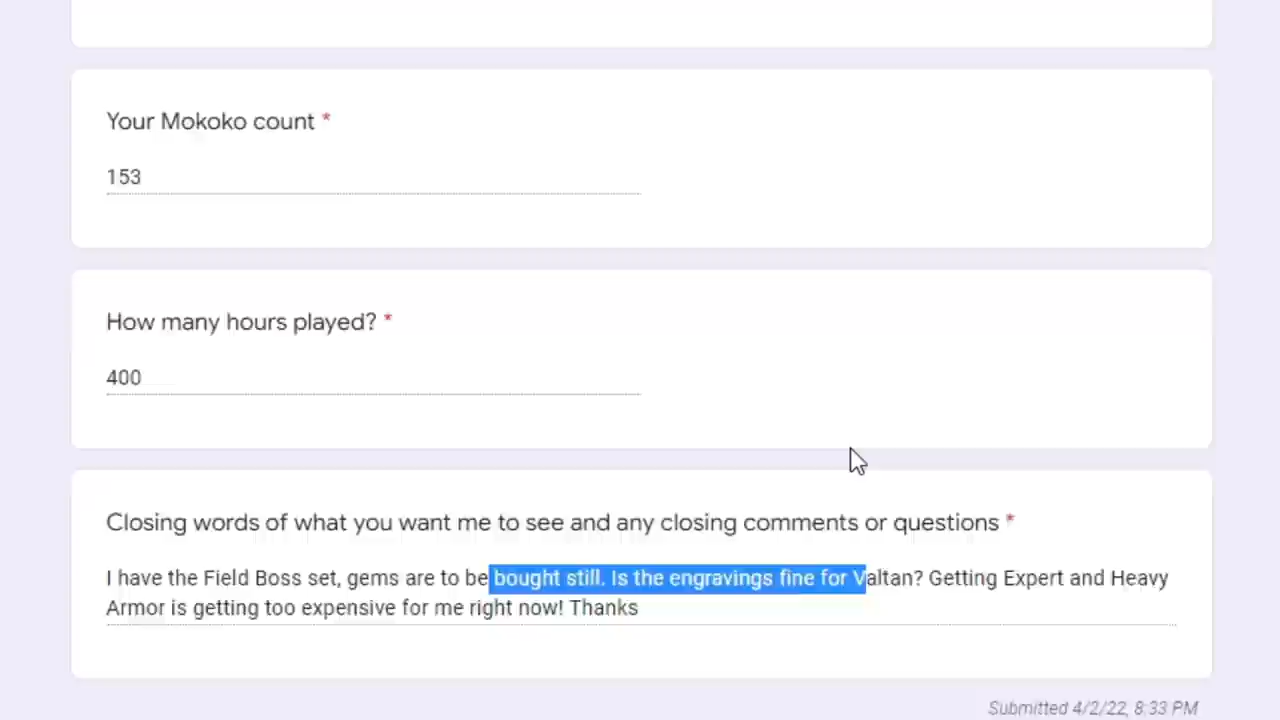 Your Mokoko count *
153
How many hours played? *
400
Closing words of what you want me to see and any closing comments or questions *
I have the Field Boss set, gems are to be bought still. Is the engravings fine for Valtan? Getting Expert and Heavy
Armor is getting too expensive for me right now! Thanks
Submitted 4/2/22, 8:33 PM